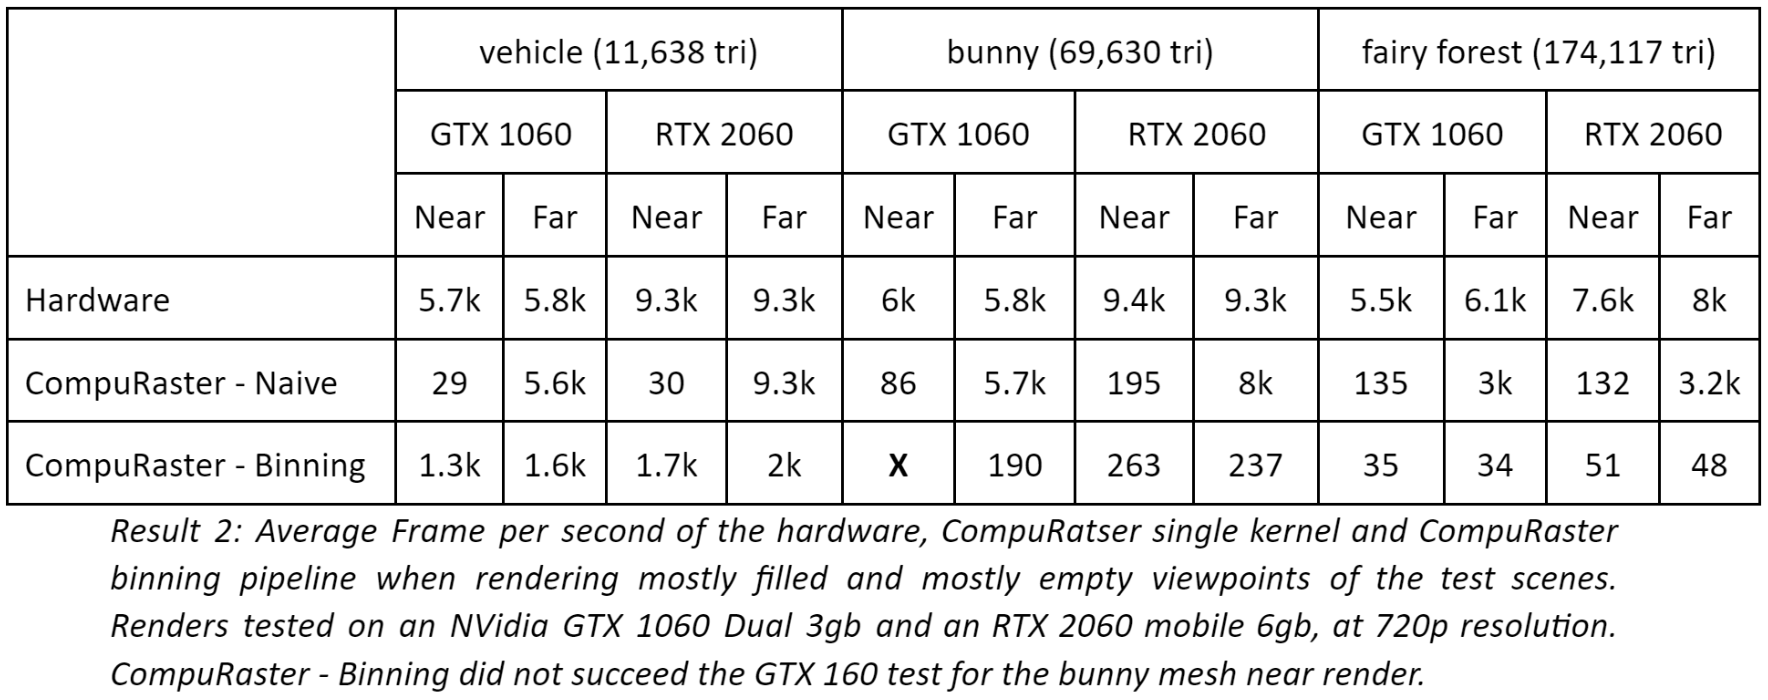 vehicle (11,638 tri) bunny (69,630 tri) fairy forest (174,117 tri)
GTX 1060 RTX 2060 GTX 1060 RTX 2060 GTX 1060 RTX 2060
Near Far Near Far Near Far Near Far Near Far Near Far
Hardware 5.7k 5.8k 9.3k 9.3k 6k 5.8k 9.4k 9.3k 5.5k 6.1k 7.6k 8k
CompuRaster - Naive 29 5.6k 30 9.3k 86 5.7k 195 8k 135 3k 132 3.2k
CompuRaster - Binning 1.3k 1.6k 1.7k 2k X 190 263 237 35 34 51 48
Result 2: Average Frame per second of the hardware, CompuRatser single kernel and CompuRaster
binning pipeline when rendering mostly filled and mostly empty viewpoints of the test scenes.
Renders tested on an NVidia GTX 1060 Dual 3gb and an RTX 2060 mobile 6gb, at 720p resolution.
CompuRaster - Binning did not succeed the GTX 160 test for the bunny mesh near render.